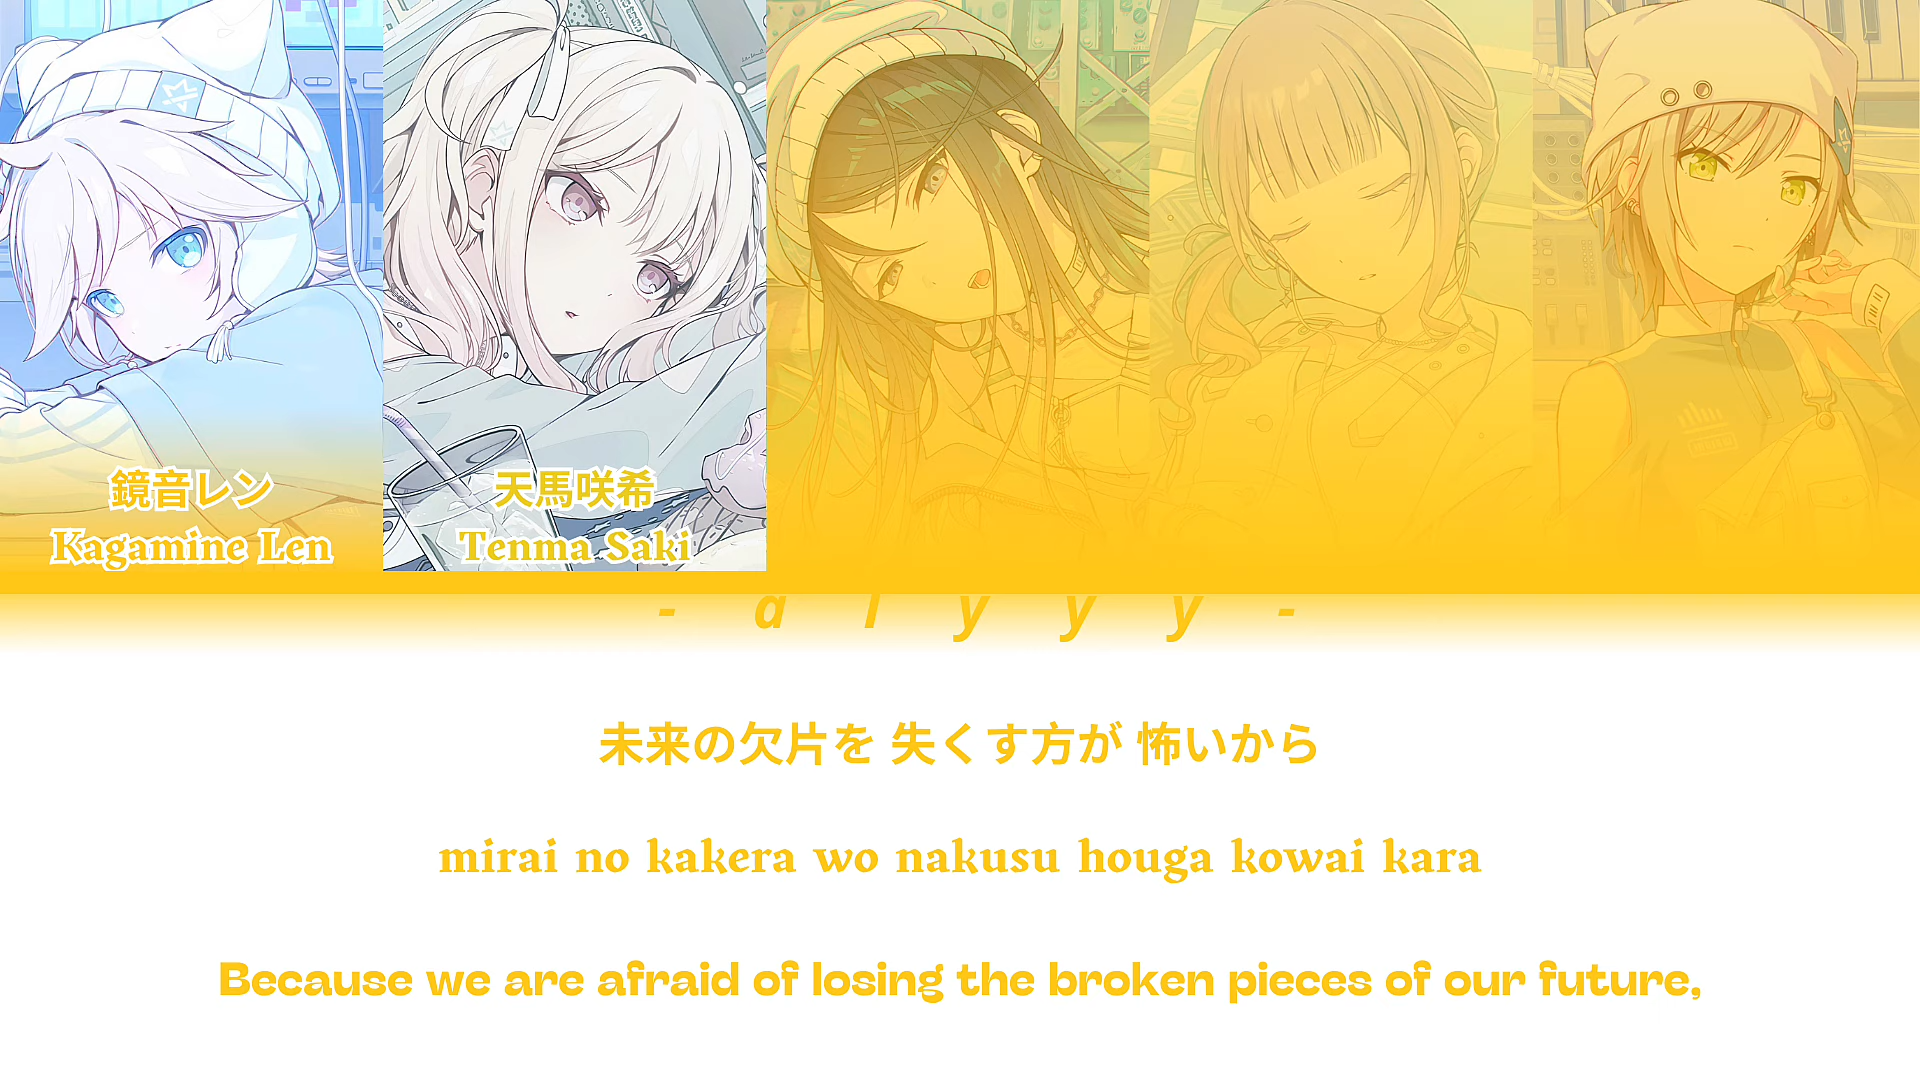 鏡音レン
Kagamine Len
天馬咲希
Tenma Saki
- a l y y y -
未来の欠片を 失くす方が 怖いから
mirai no kakera wo nakusu houga kowai kara
Because we are afraid of losing the broken pieces of our future,